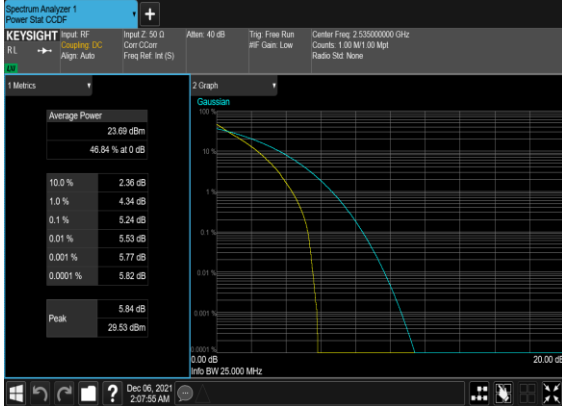 Spectrum Analyzer 1
Power Stat CCDF
+
KEYSIGHT
RL
Input: RF
Coupling: DC
Align: Auto
Input Z: 50 Ω
Corr CCorr
Freq Ref: Int (S)
Atten: 40 dB
Trig: Free Run
#IF Gain: Low
Center Freq: 2.535000000 GHz
Counts: 1.00 M/1.00 Mpt
Radio Std: None
1 Metrics
Average Power
23.69 dBm
46.84 % at 0 dB
10.0 % 2.36 dB
1.0 % 4.34 dB
0.1 % 5.24 dB
0.01 % 5.53 dB
0.001 % 5.77 dB
0.0001 % 5.82 dB
Peak
5.84 dB
29.53 dBm
2 Graph
Gaussian
100 %
10 %
1 %
0.1 %
0.01 %
0.001 %
0.0001 %
0.00 dB
20.00 dB
Info BW 25.000 MHz
?
Dec 06, 2021
2:07:55 AM